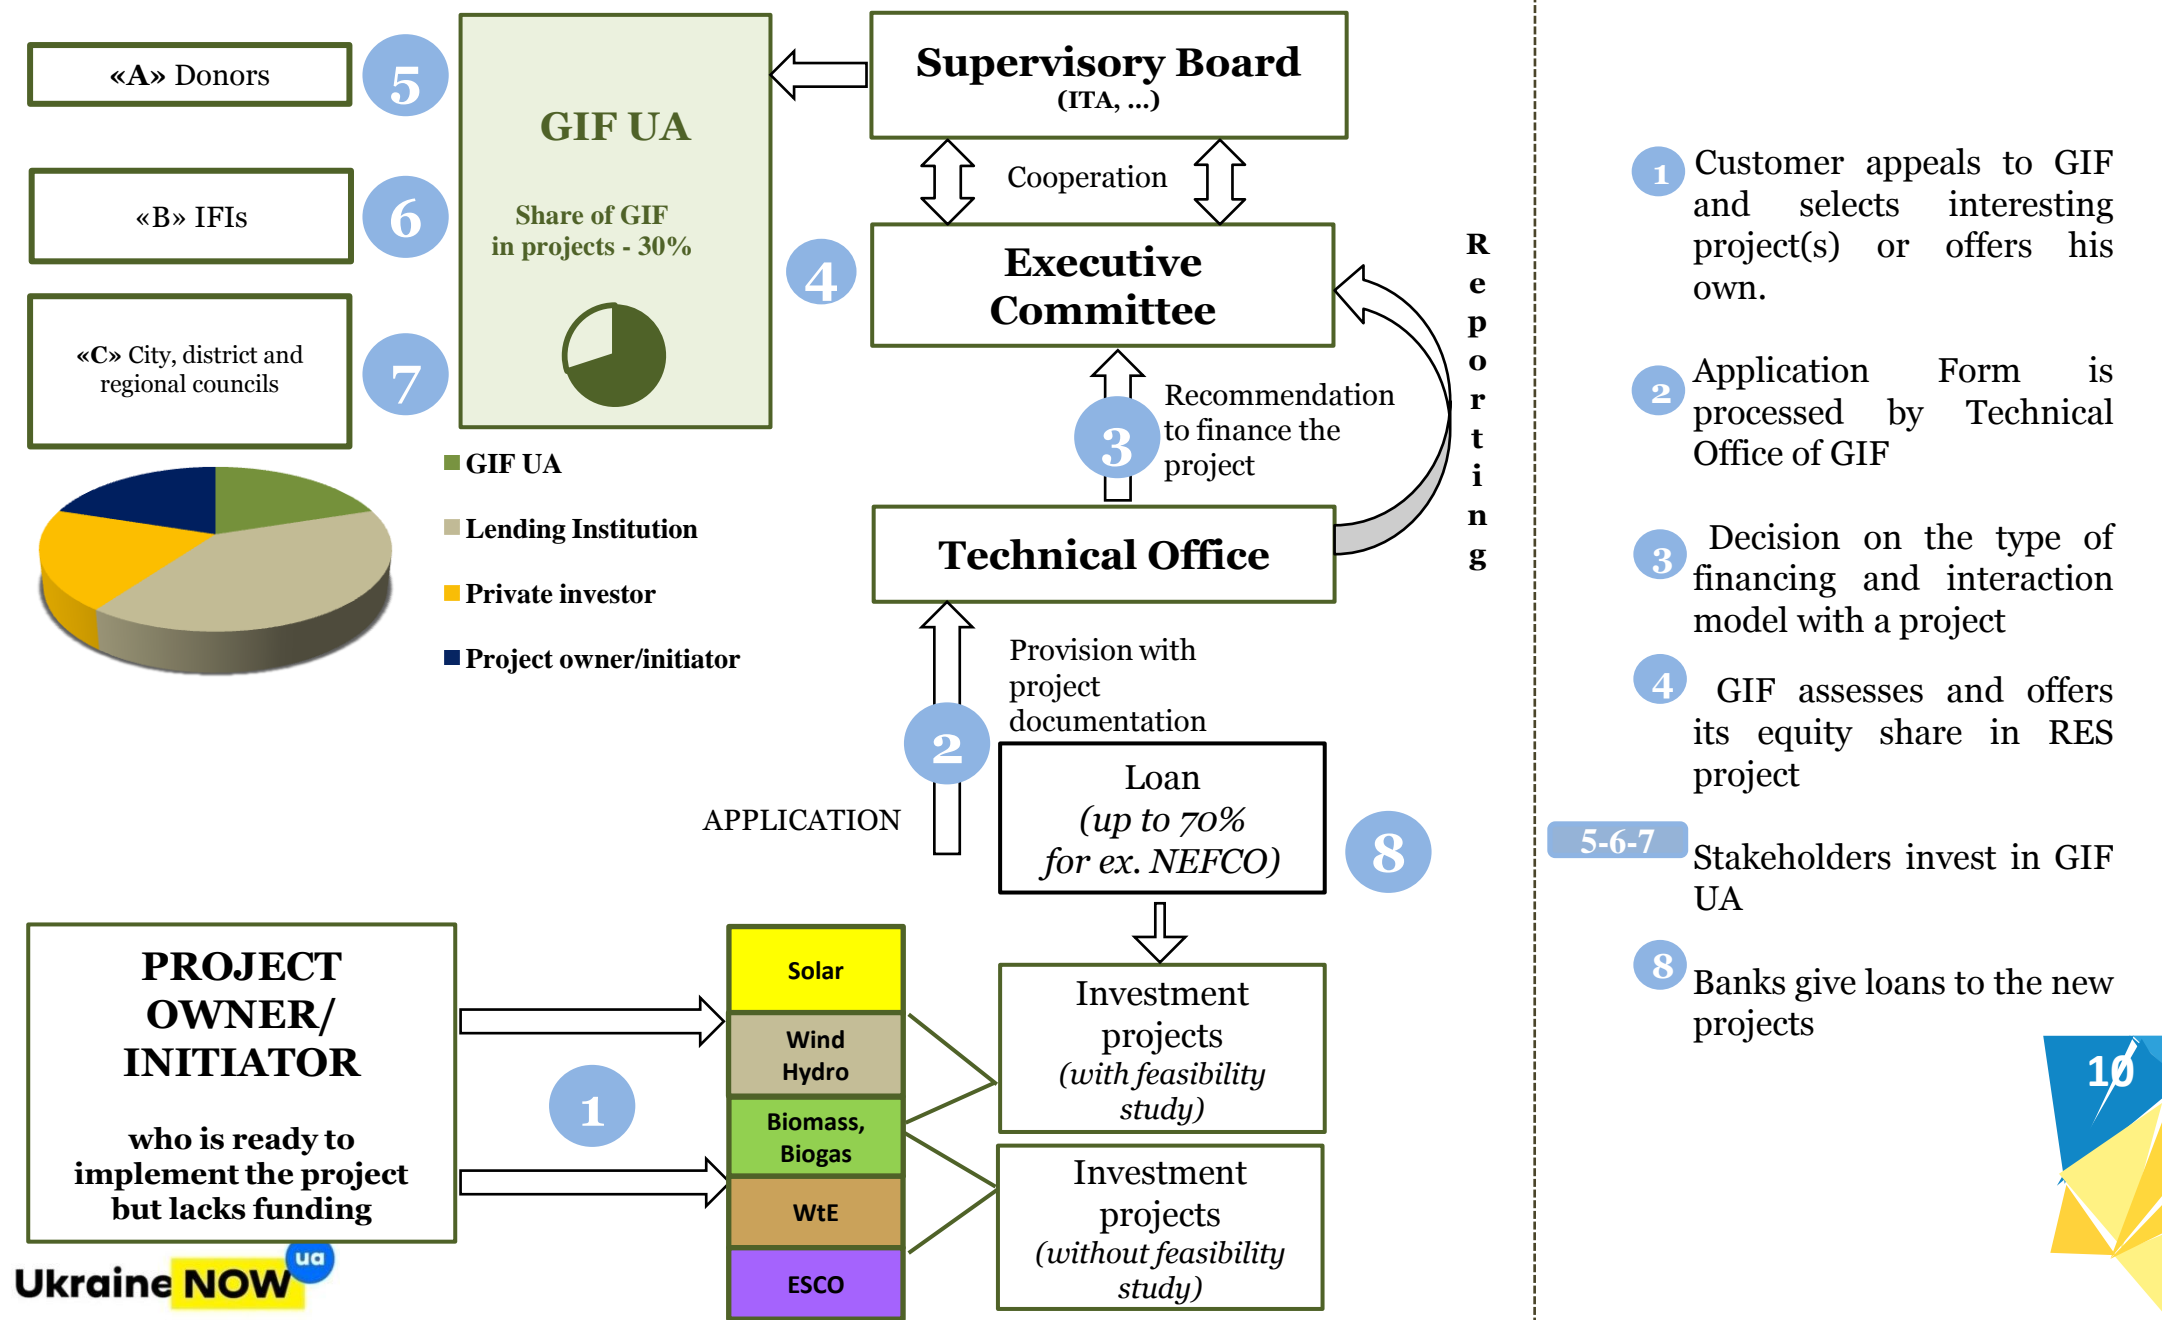 «A» Donors
5
«B» IFIs
6
«C» City, district and
regional councils
7
GIF UA
Share of GIF
in projects - 30%
Supervisory Board
(ITA, ...)
Cooperation
4
Executive
Committee
Reporting
3
Recommendation
to finance the
project
Technical Office
GIF UA
Lending Institution
Private investor
Project owner/initiator
Provision with
project
documentation
2
APPLICATION
Loan
(up to 70%
for ex. NEFCO)
8
PROJECT
OWNER/
INITIATOR
who is ready to
implement the project
but lacks funding
1
Solar
Wind
Hydro
Biomass,
Biogas
WtE
ESCO
Investment
projects
(with feasibility
study)
Investment
projects
(without feasibility
study)
Ukraine NOW
ua
1 Customer appeals to GIF
and selects interesting
project(s) or offers his
own.
2 Application Form is
processed by Technical
Office of GIF
3 Decision on the type of
financing and interaction
model with a project
4 GIF assesses and offers
its equity share in RES
project
5-6-7
Stakeholders invest in GIF
UA
8 Banks give loans to the new
projects
10